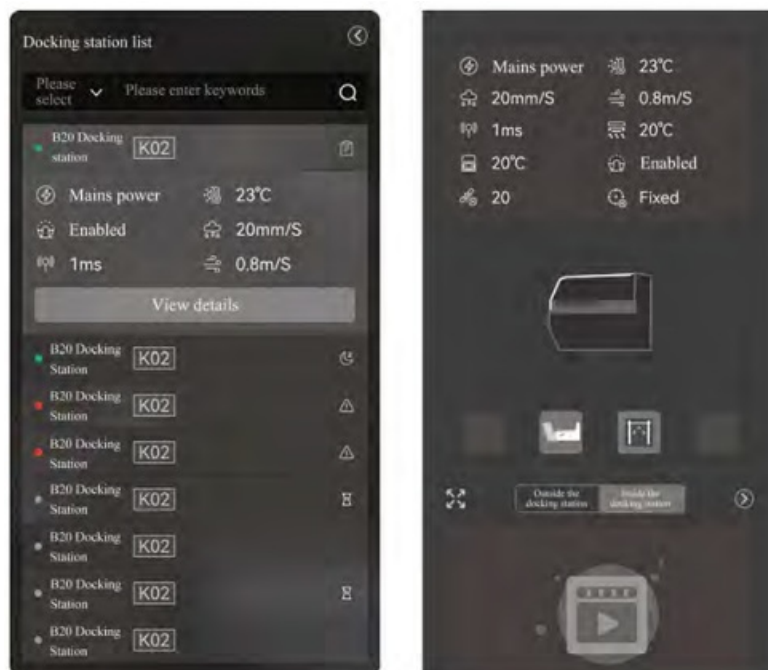 Docking station list
Please
select
Please enter keywords
B20 Docking
station
K02
Mains power
23°C
Enabled
20mm/S
1ms
0.8m/S
View details
B20 Docking
Station
K02
B20 Docking
Station
K02
B20 Docking
Station
K02
B20 Docking
Station
K02
B20 Docking
Station
K02
B20 Docking
Station
K02
B20 Docking
Station
K02
Mains power
23°C
20mm/S
0.8m/S
1ms
20°C
20°C
Enabled
20
Fixed
Outside the
docking station
Inside the
docking station